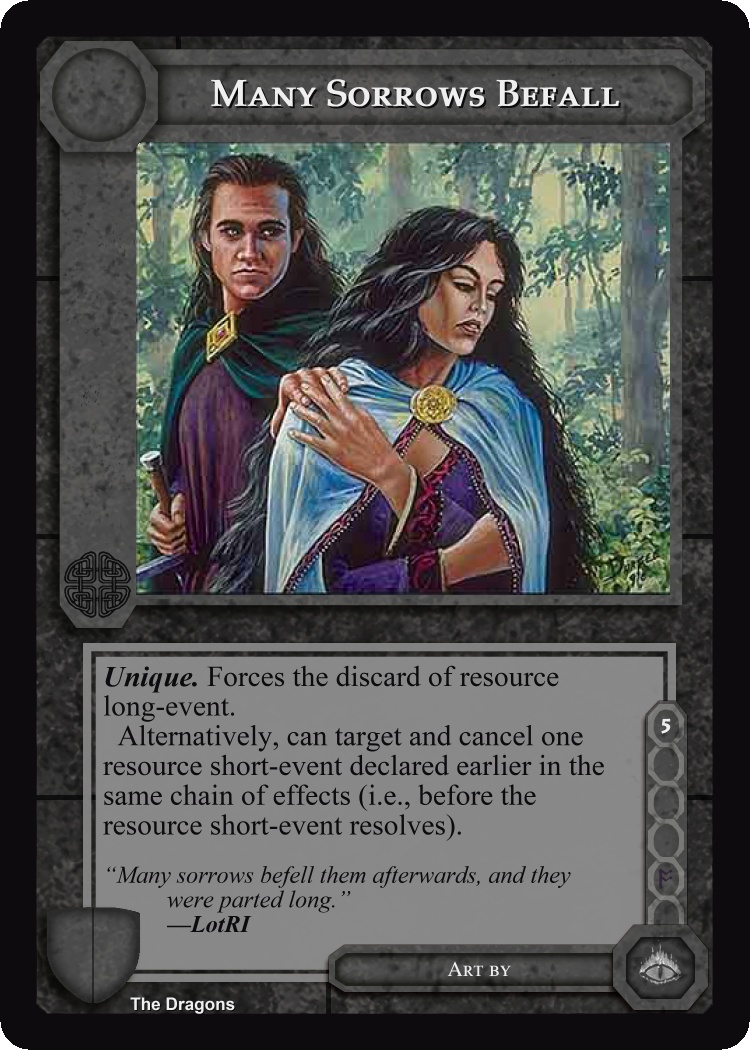 Many Sorrows Befall
Unique. Forces the discard of resource
long-event.
Alternatively, can target and cancel one
resource short-event declared earlier in the
same chain of effects (i.e., before the
resource short-event resolves).
“Many sorrows befell them afterwards, and they
were parted long.”
—LotRI
5
Art by
The Dragons